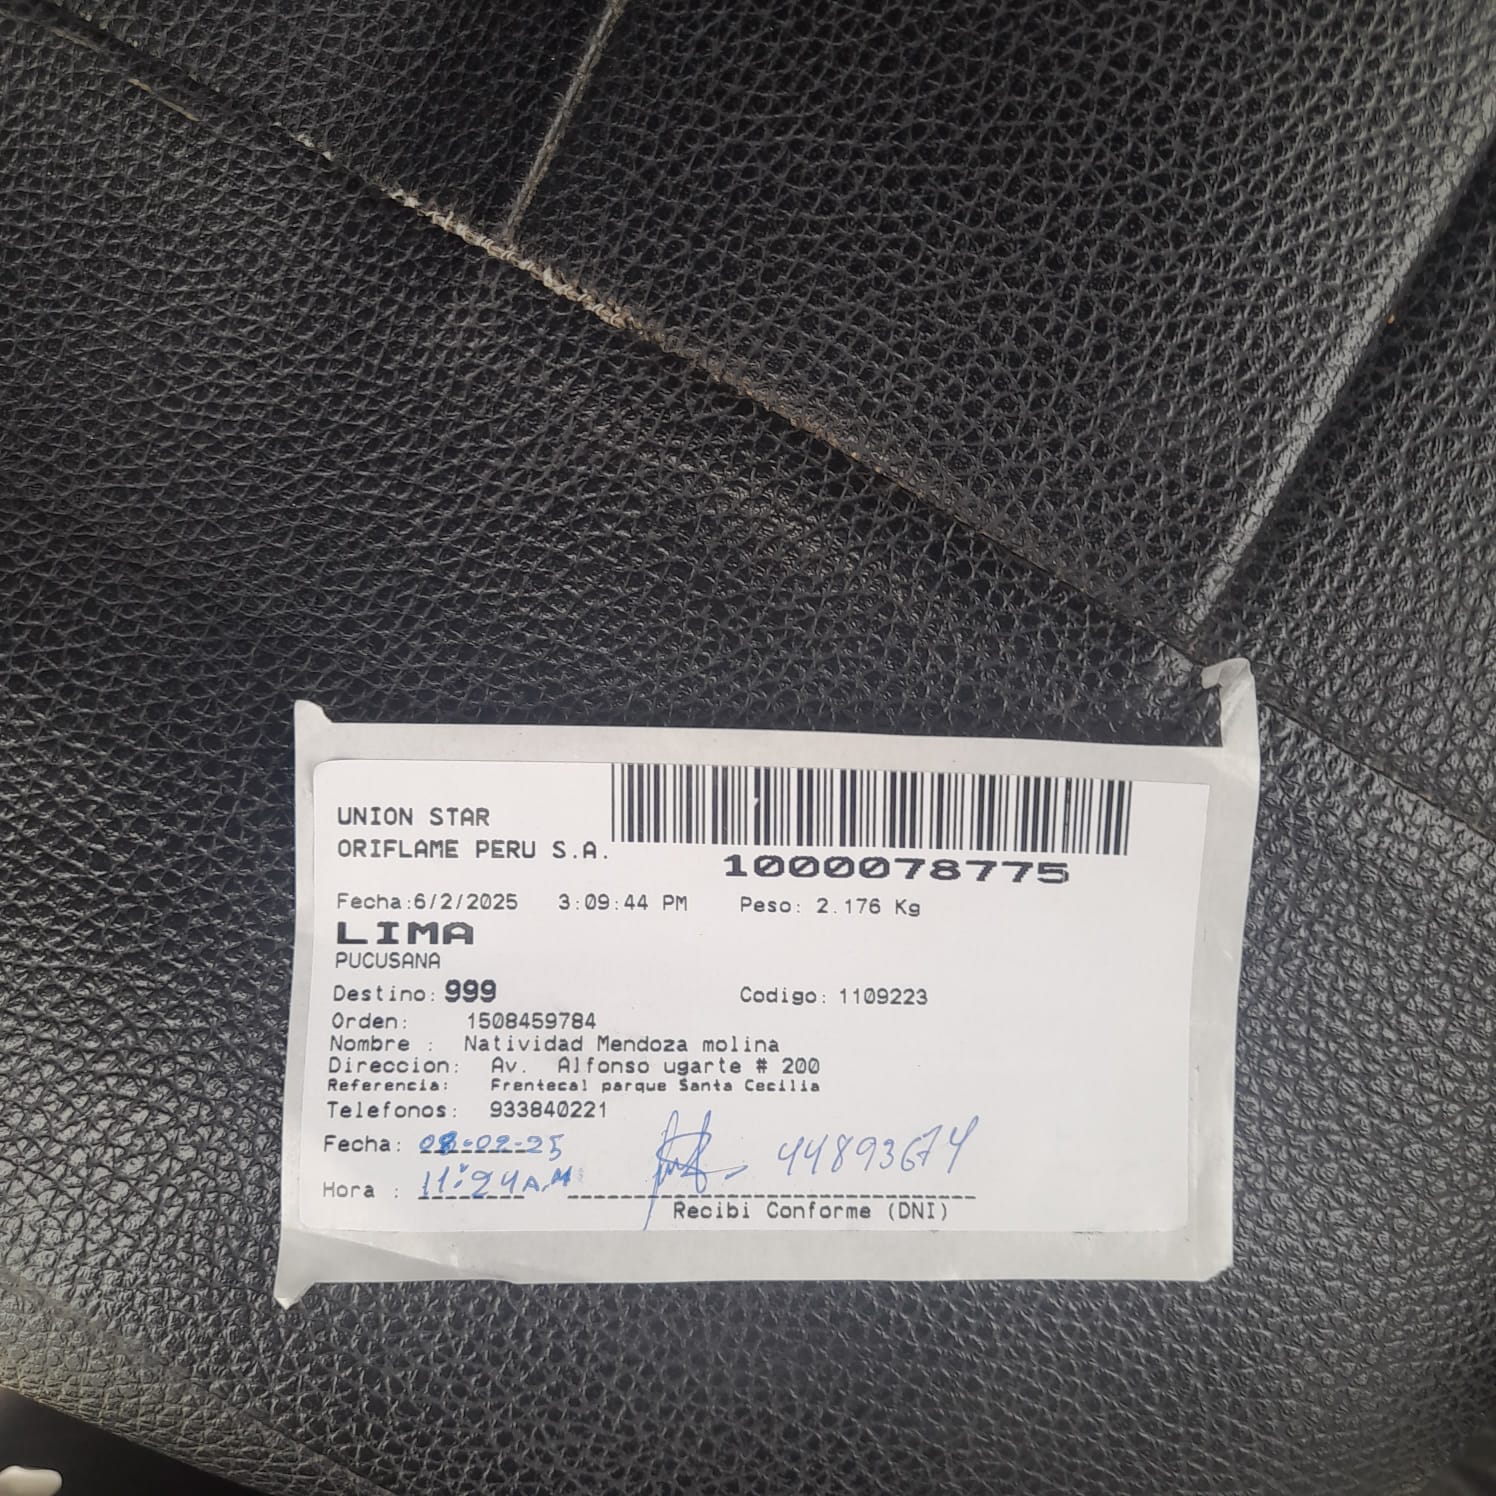 UNION STAR
ORIFLAME PERU S.A.
1000078775
Fecha:6/2/2025 3:09:44 PM Peso: 2.176 Kg
LIMA
PUCUSANA
Destino: 999 Codigo: 1109223
Orden: 1508459784
Nombre : Natividad Mendoza molina
Direccion: Av. Alfonso ugarte # 200
Referencia: Frentecal parque Santa Cecilia
Telefonos: 933840221
Fecha: 08-02-25 44893674
Hora : 11:24 A.M
Recibi Conforme (DNI)